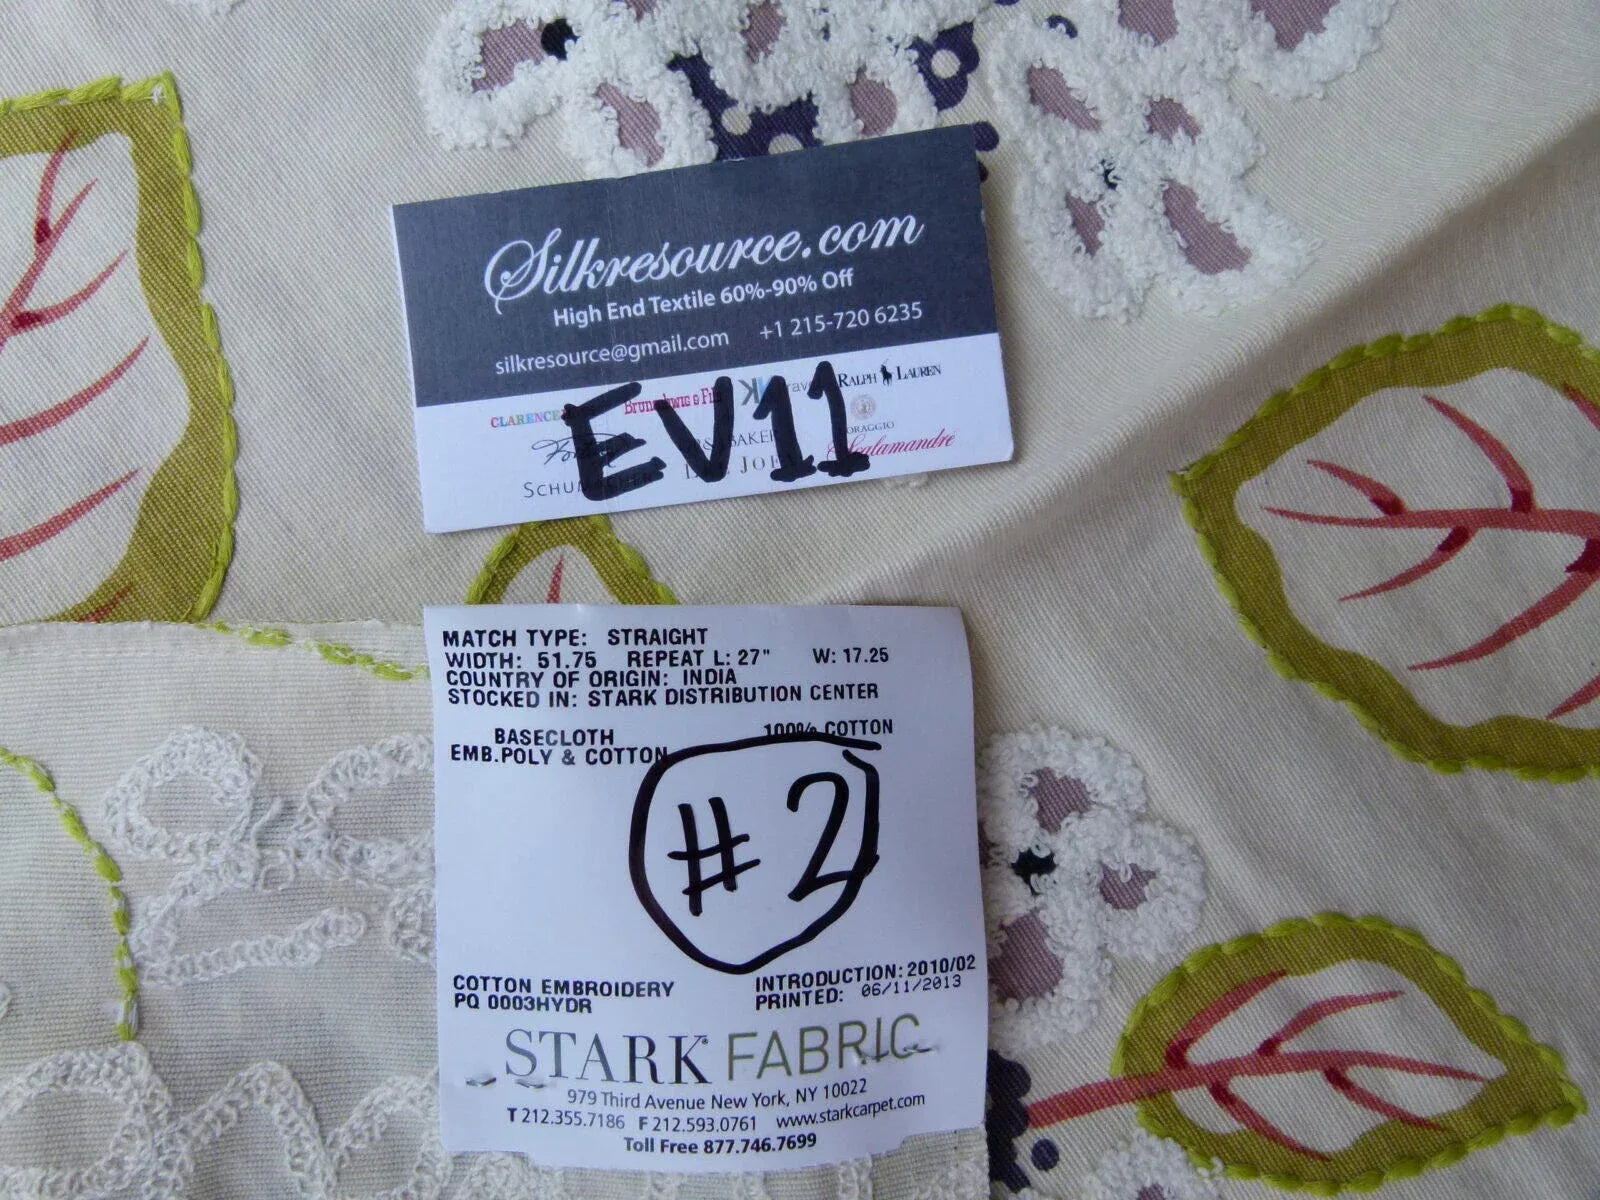 Silkresource.com
High End Textile 60%-90% Off
silkresource@gmail.com +1 215-720 6235
RALPH LAUREN
CLARENCE
Scalamandré
EV11
MATCH TYPE: STRAIGHT
WIDTH: 51.75 REPEAT L: 27" W: 17.25
COUNTRY OF ORIGIN: INDIA
STOCKED IN: STARK DISTRIBUTION CENTER
BASECLOTH 100% COTTON
EMB.POLY & COTTON
#2
COTTON EMBROIDERY INTRODUCTION: 2010/02
PQ 0003HYDR PRINTED: 06/11/2013
STARK FABRIC
979 Third Avenue New York, NY 10022
T 212.355.7186 F 212.593.0761 www.starkcarpet.com
Toll Free 877.746.7699